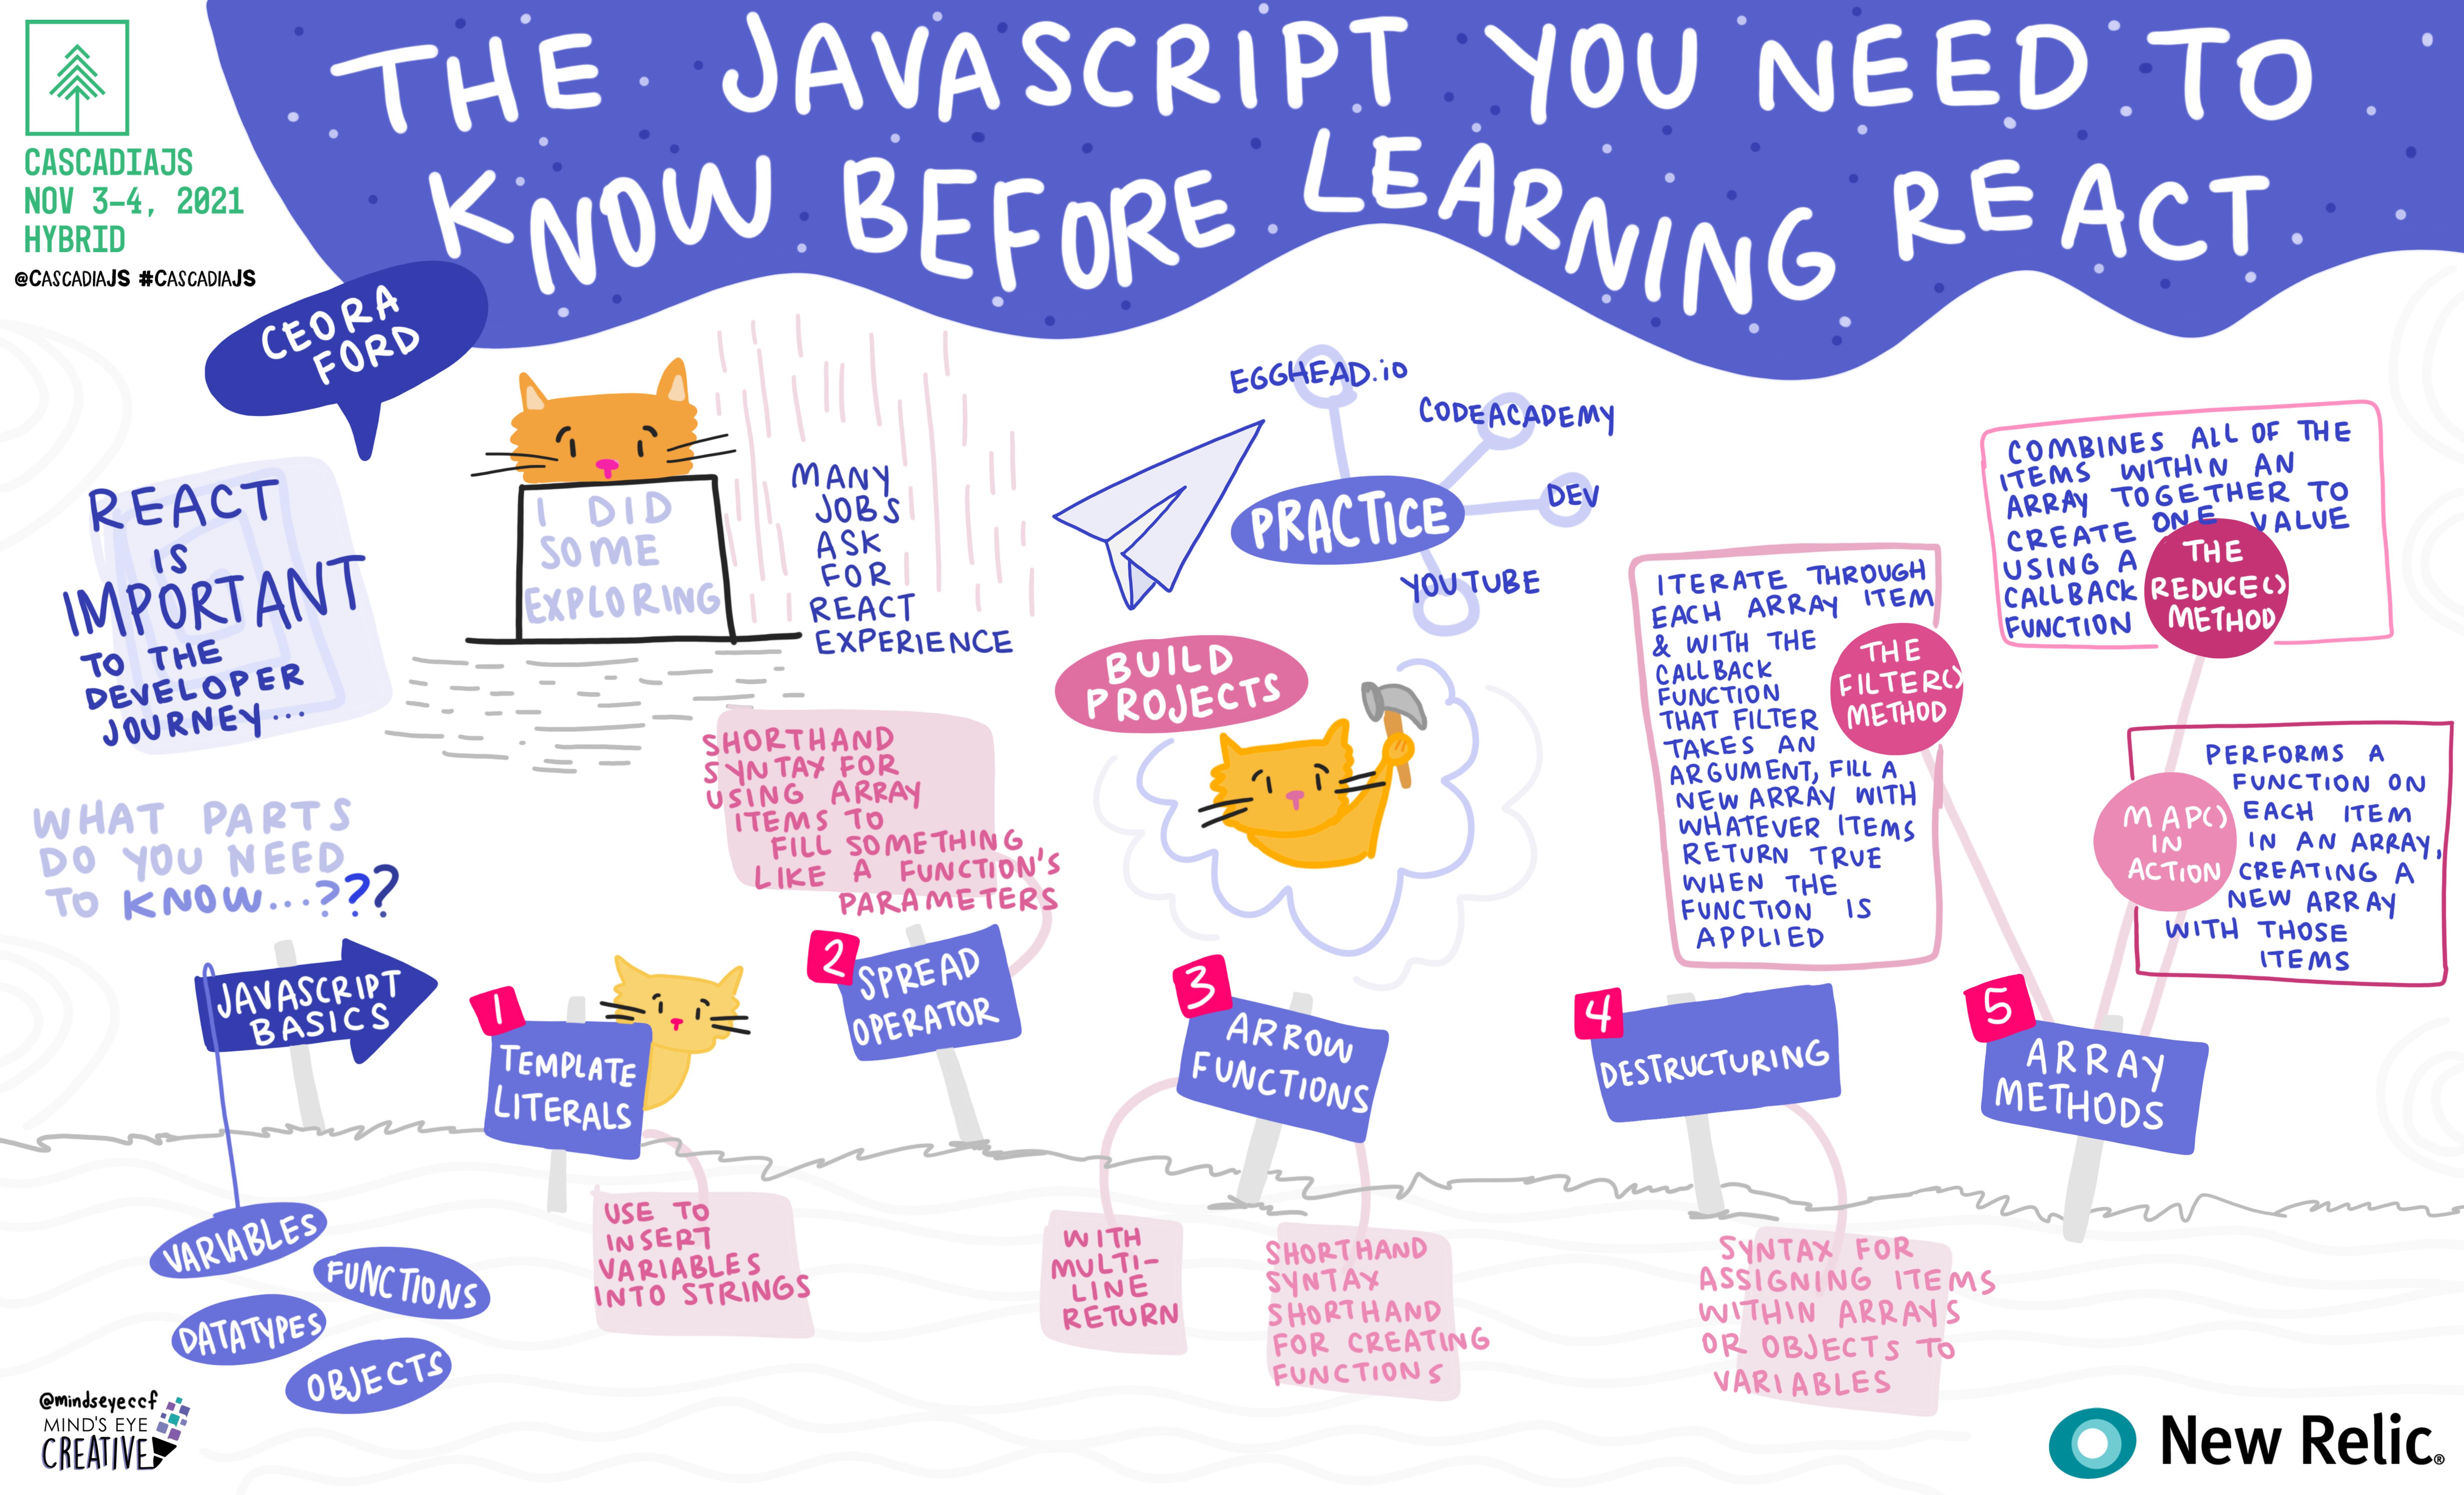 CASCADIAJS
NOV 3-4, 2021
HYBRID
@CASCADIAJS #CASCADIAJS
THE JAVASCRIPT YOU NEED TO
KNOW BEFORE LEARNING REACT
CEORA
FORD
REACT
IS
IMPORTANT
TO THE
DEVELOPER
JOURNEY...
I DID
SOME
EXPLORING
MANY
JOBS
ASK
FOR
REACT
EXPERIENCE
PRACTICE
EGGHEAD.io
CODEACADEMY
DEV
YOUTUBE
BUILD
PROJECTS
WHAT PARTS
DO YOU NEED
TO KNOW...???
JAVASCRIPT
BASICS
VARIABLES
FUNCTIONS
DATATYPES
OBJECTS
1
TEMPLATE
LITERALS
USE TO
INSERT
VARIABLES
INTO STRINGS
2
SPREAD
OPERATOR
SHORTHAND
SYNTAX FOR
USING ARRAY
ITEMS TO
FILL SOMETHING
LIKE A FUNCTION'S
PARAMETERS
3
ARROW
FUNCTIONS
WITH
MULTI-
LINE
RETURN
SHORTHAND
SYNTAX
SHORTHAND
FOR CREATING
FUNCTIONS
4
DESTRUCTURING
SYNTAX FOR
ASSIGNING ITEMS
WITHIN ARRAYS
OR OBJECTS TO
VARIABLES
5
ARRAY
METHODS
THE
FILTER()
METHOD
ITERATE THROUGH
EACH ARRAY ITEM
& WITH THE
CALLBACK
FUNCTION
THAT FILTER
TAKES AN
ARGUMENT, FILL A
NEW ARRAY WITH
WHATEVER ITEMS
RETURN TRUE
WHEN THE
FUNCTION IS
APPLIED
THE
REDUCE()
METHOD
COMBINES ALL OF THE
ITEMS WITHIN AN
ARRAY TOGETHER TO
CREATE ONE VALUE
USING A
CALLBACK
FUNCTION
MAP()
IN
ACTION
PERFORMS A
FUNCTION ON
EACH ITEM
IN AN ARRAY,
CREATING A
NEW ARRAY
WITH THOSE
ITEMS
@mindseyeccf
MIND'S EYE
CREATIVE
New Relic®